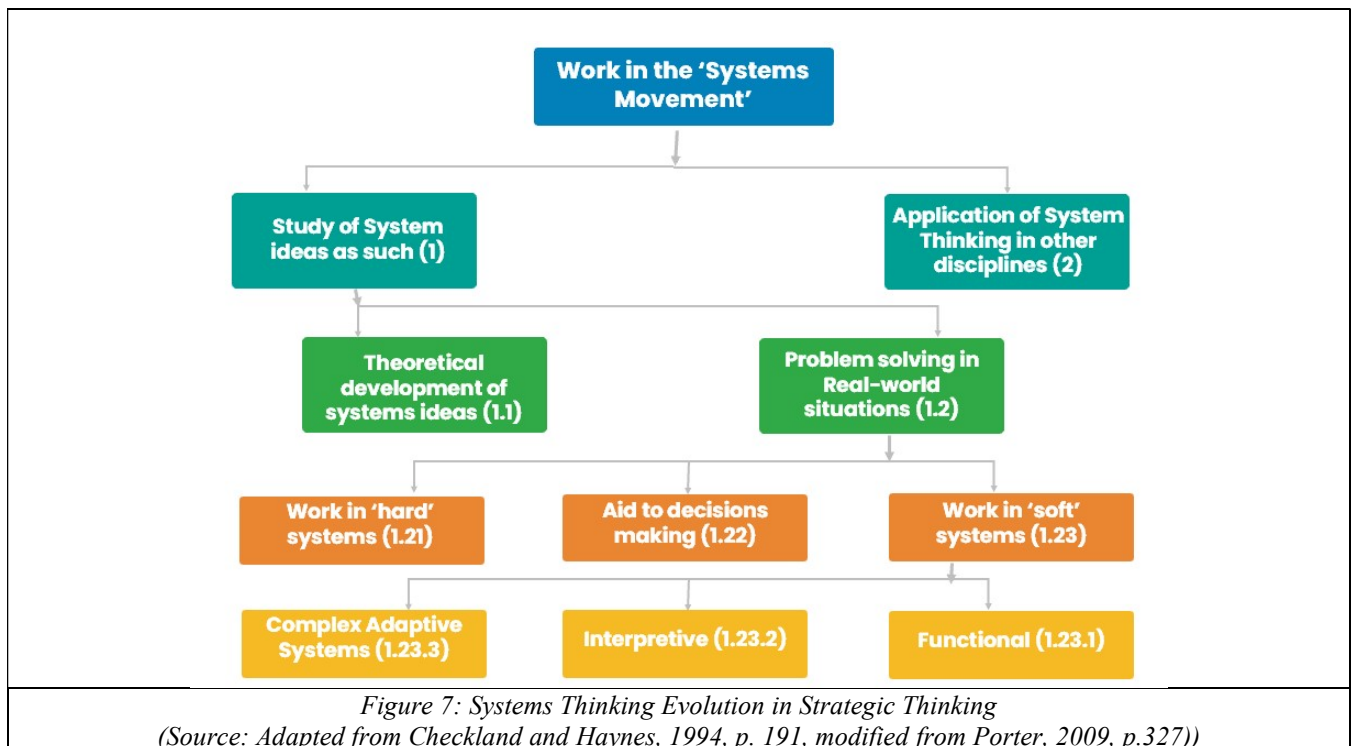 Work in the ‘Systems
Movement’
Study of System
ideas as such (1)
Application of System
Thinking in other
disciplines (2)
Theoretical
development of
systems ideas (1.1)
Problem solving in
Real-world
situations (1.2)
Work in ‘hard’
systems (1.21)
Aid to decisions
making (1.22)
Work in ‘soft’
systems (1.23)
Complex Adaptive
Systems (1.23.3)
Interpretive (1.23.2)
Functional (1.23.1)
Figure 7: Systems Thinking Evolution in Strategic Thinking
(Source: Adapted from Checkland and Haynes, 1994, p. 191, modified from Porter, 2009, p.327))